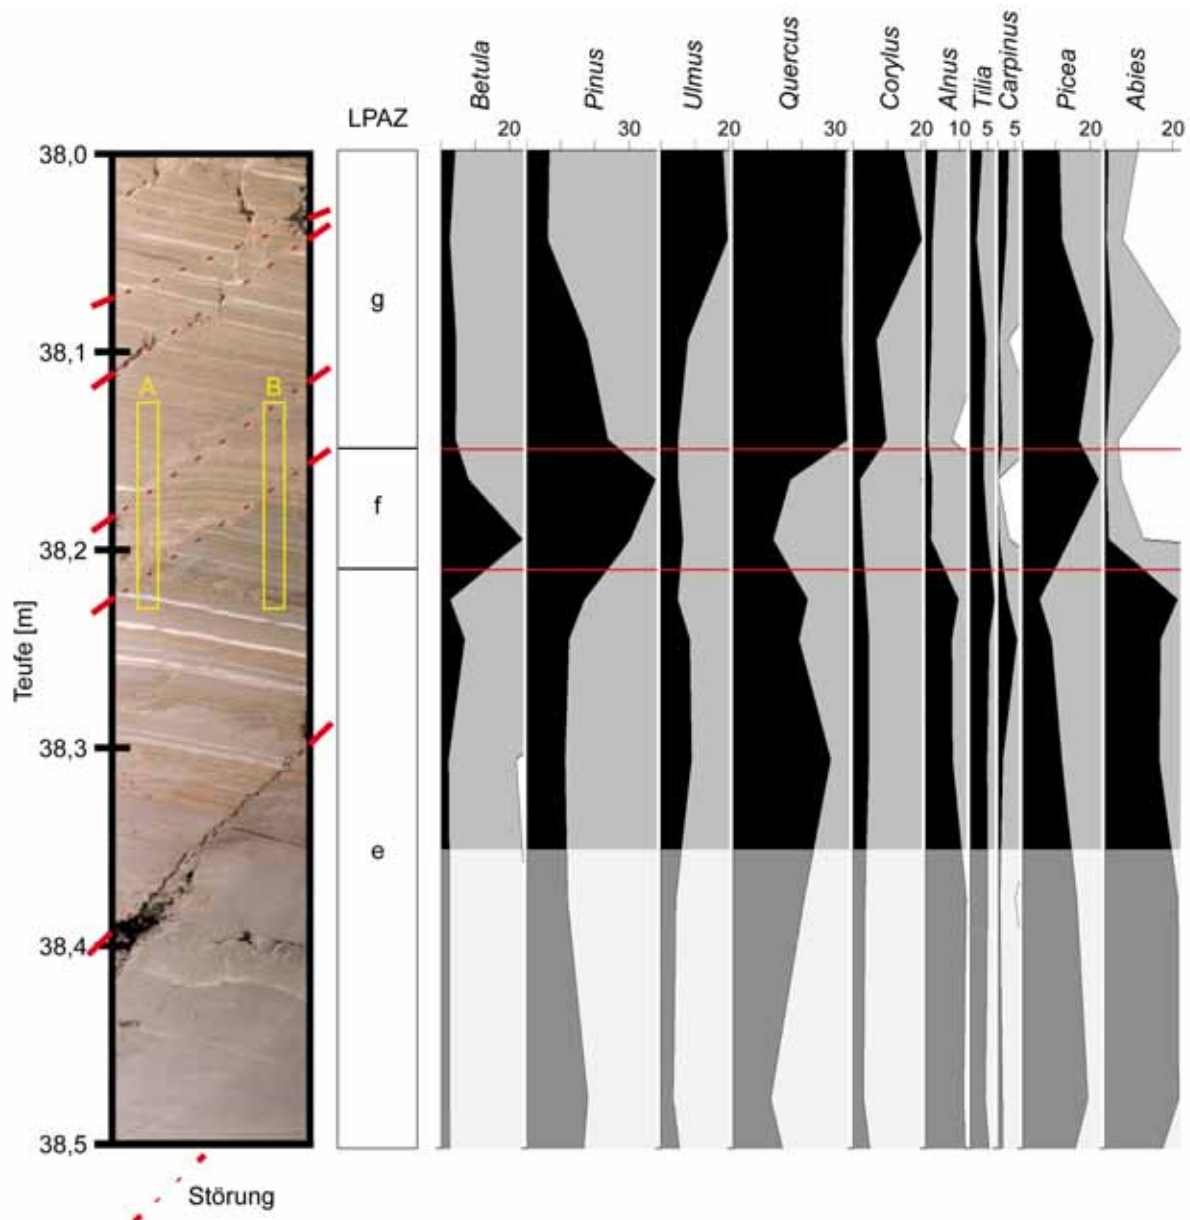 Betula Pinus Ulmus Quercus Corylus Alnus Tilia Carpinus Picea Abies
LPAZ
20 30 20 30 20 10 5 5 20 20
38,0
g
38,1
A B
f
38,2
Teufe [m]
38,3
e
38,4
38,5
Störung